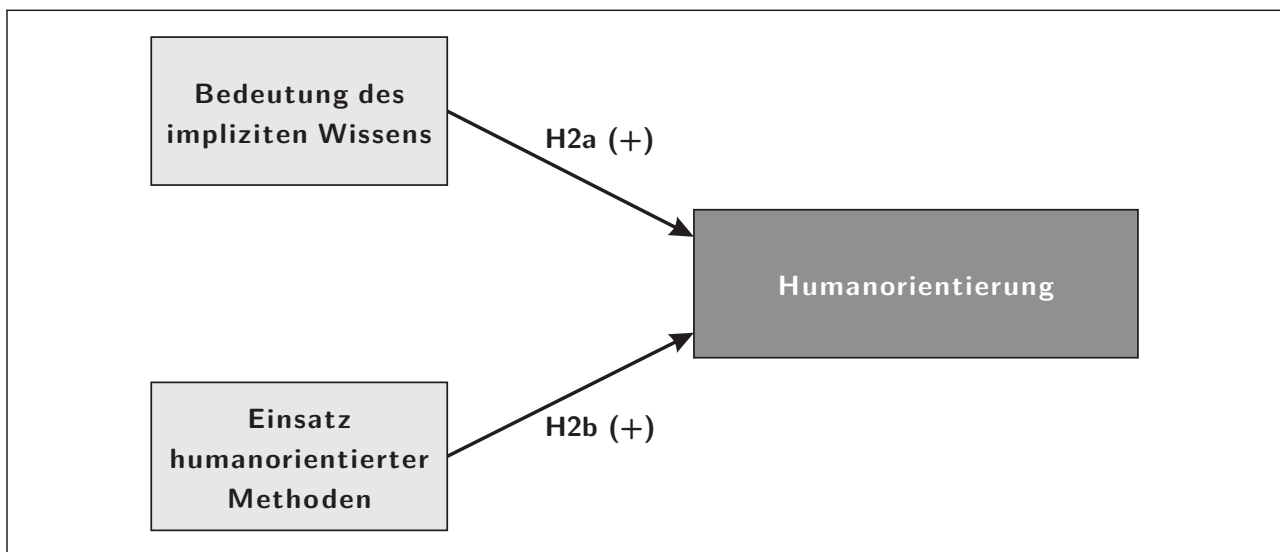 Bedeutung des
impliziten Wissens
H2a (+)
Humanorientierung
H2b (+)
Einsatz
humanorientierter
Methoden